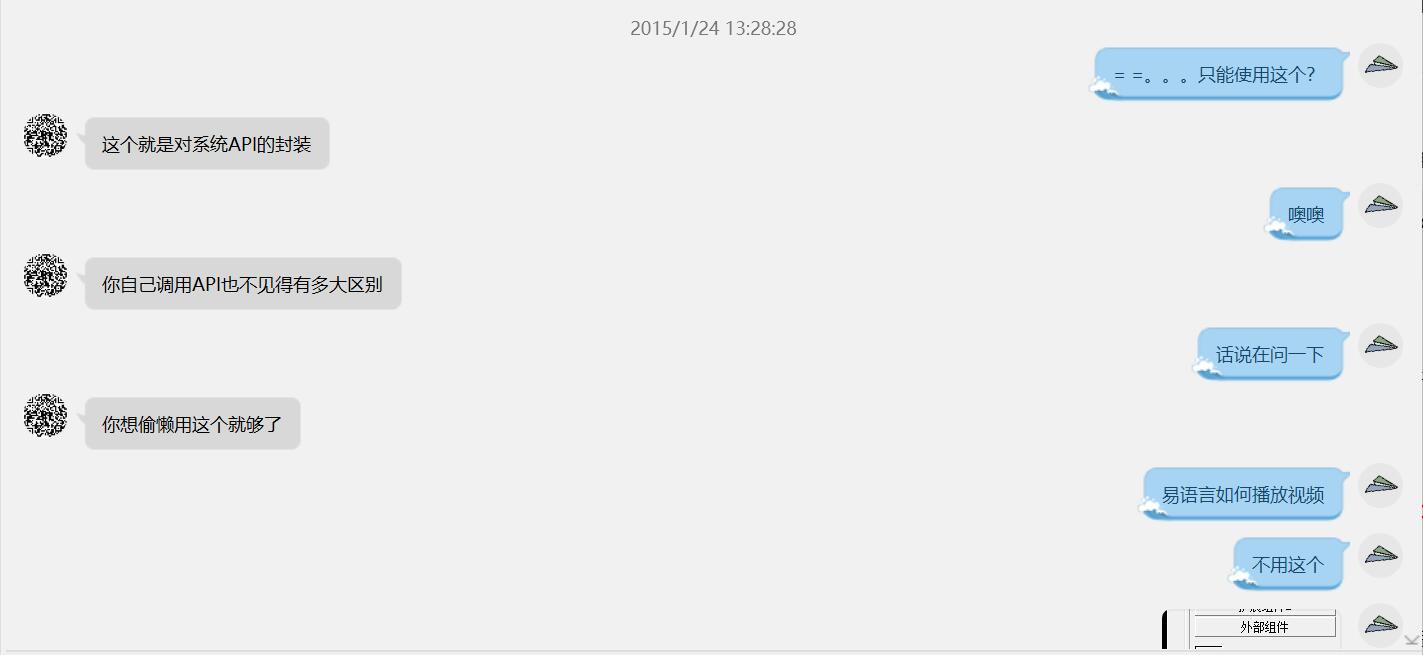 2015/1/24 13:28:28
= =。。。只能使用这个？
这个就是对系统API的封装
噢噢
你自己调用API也不见得有多大区别
话说在问一下
你想偷懒用这个就够了
易语言如何播放视频
不用这个
外部组件